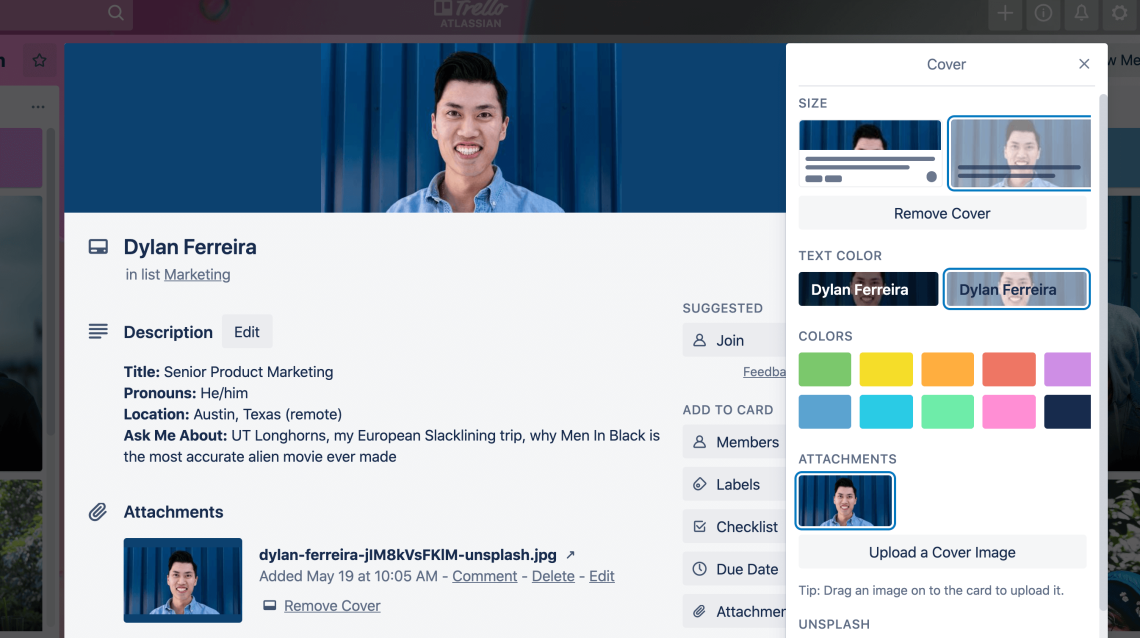 Trello
ATLASSIAN
Cover
SIZE
Remove Cover
TEXT COLOR
Dylan Ferreira
Dylan Ferreira
COLORS
ATTACHMENTS
Upload a Cover Image
Tip: Drag an image on to the card to upload it.
UNSPLASH
Dylan Ferreira
in list Marketing
Description Edit
Title: Senior Product Marketing
Pronouns: He/him
Location: Austin, Texas (remote)
Ask Me About: UT Longhorns, my European Slacklining trip, why Men In Black is
the most accurate alien movie ever made
Attachments
dylan-ferreira-jIM8kVsFKlM-unsplash.jpg ↗
Added May 19 at 10:05 AM - Comment - Delete - Edit
Remove Cover
SUGGESTED
Join
Feedba
ADD TO CARD
Members
Labels
Checklist
Due Date
Attachmen